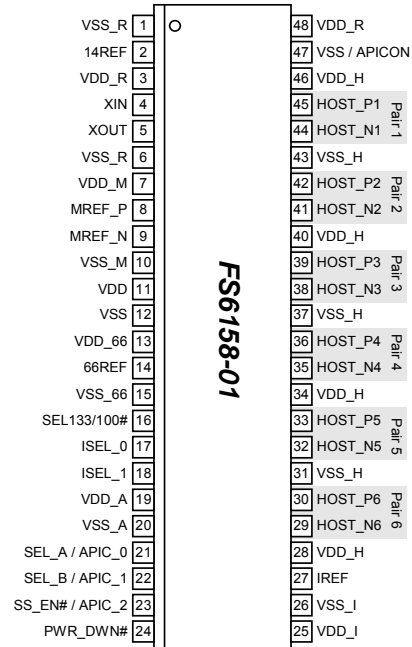 VSS_R 1 48 VDD_R
14REF 2 47 VSS / APICON
VDD_R 3 46 VDD_H
XIN 4 45 HOST_P1
XOUT 5 44 HOST_N1
Pair 1
VSS_R 6 43 VSS_H
VDD_M 7 42 HOST_P2
MREF_P 8 41 HOST_N2
Pair 2
MREF_N 9 40 VDD_H
VSS_M 10 39 HOST_P3
VDD 11 38 HOST_N3
Pair 3
VSS 12 37 VSS_H
VDD_66 13 36 HOST_P4
66REF 14 35 HOST_N4
Pair 4
VSS_66 15 34 VDD_H
SEL133/100# 16 33 HOST_P5
ISEL_0 17 32 HOST_N5
Pair 5
ISEL_1 18 31 VSS_H
VDD_A 19 30 HOST_P6
VSS_A 20 29 HOST_N6
Pair 6
SEL_A / APIC_0 21 28 VDD_H
SEL_B / APIC_1 22 27 IREF
SS_EN# / APIC_2 23 26 VSS_I
PWR_DWN# 24 25 VDD_I
FS6158-01